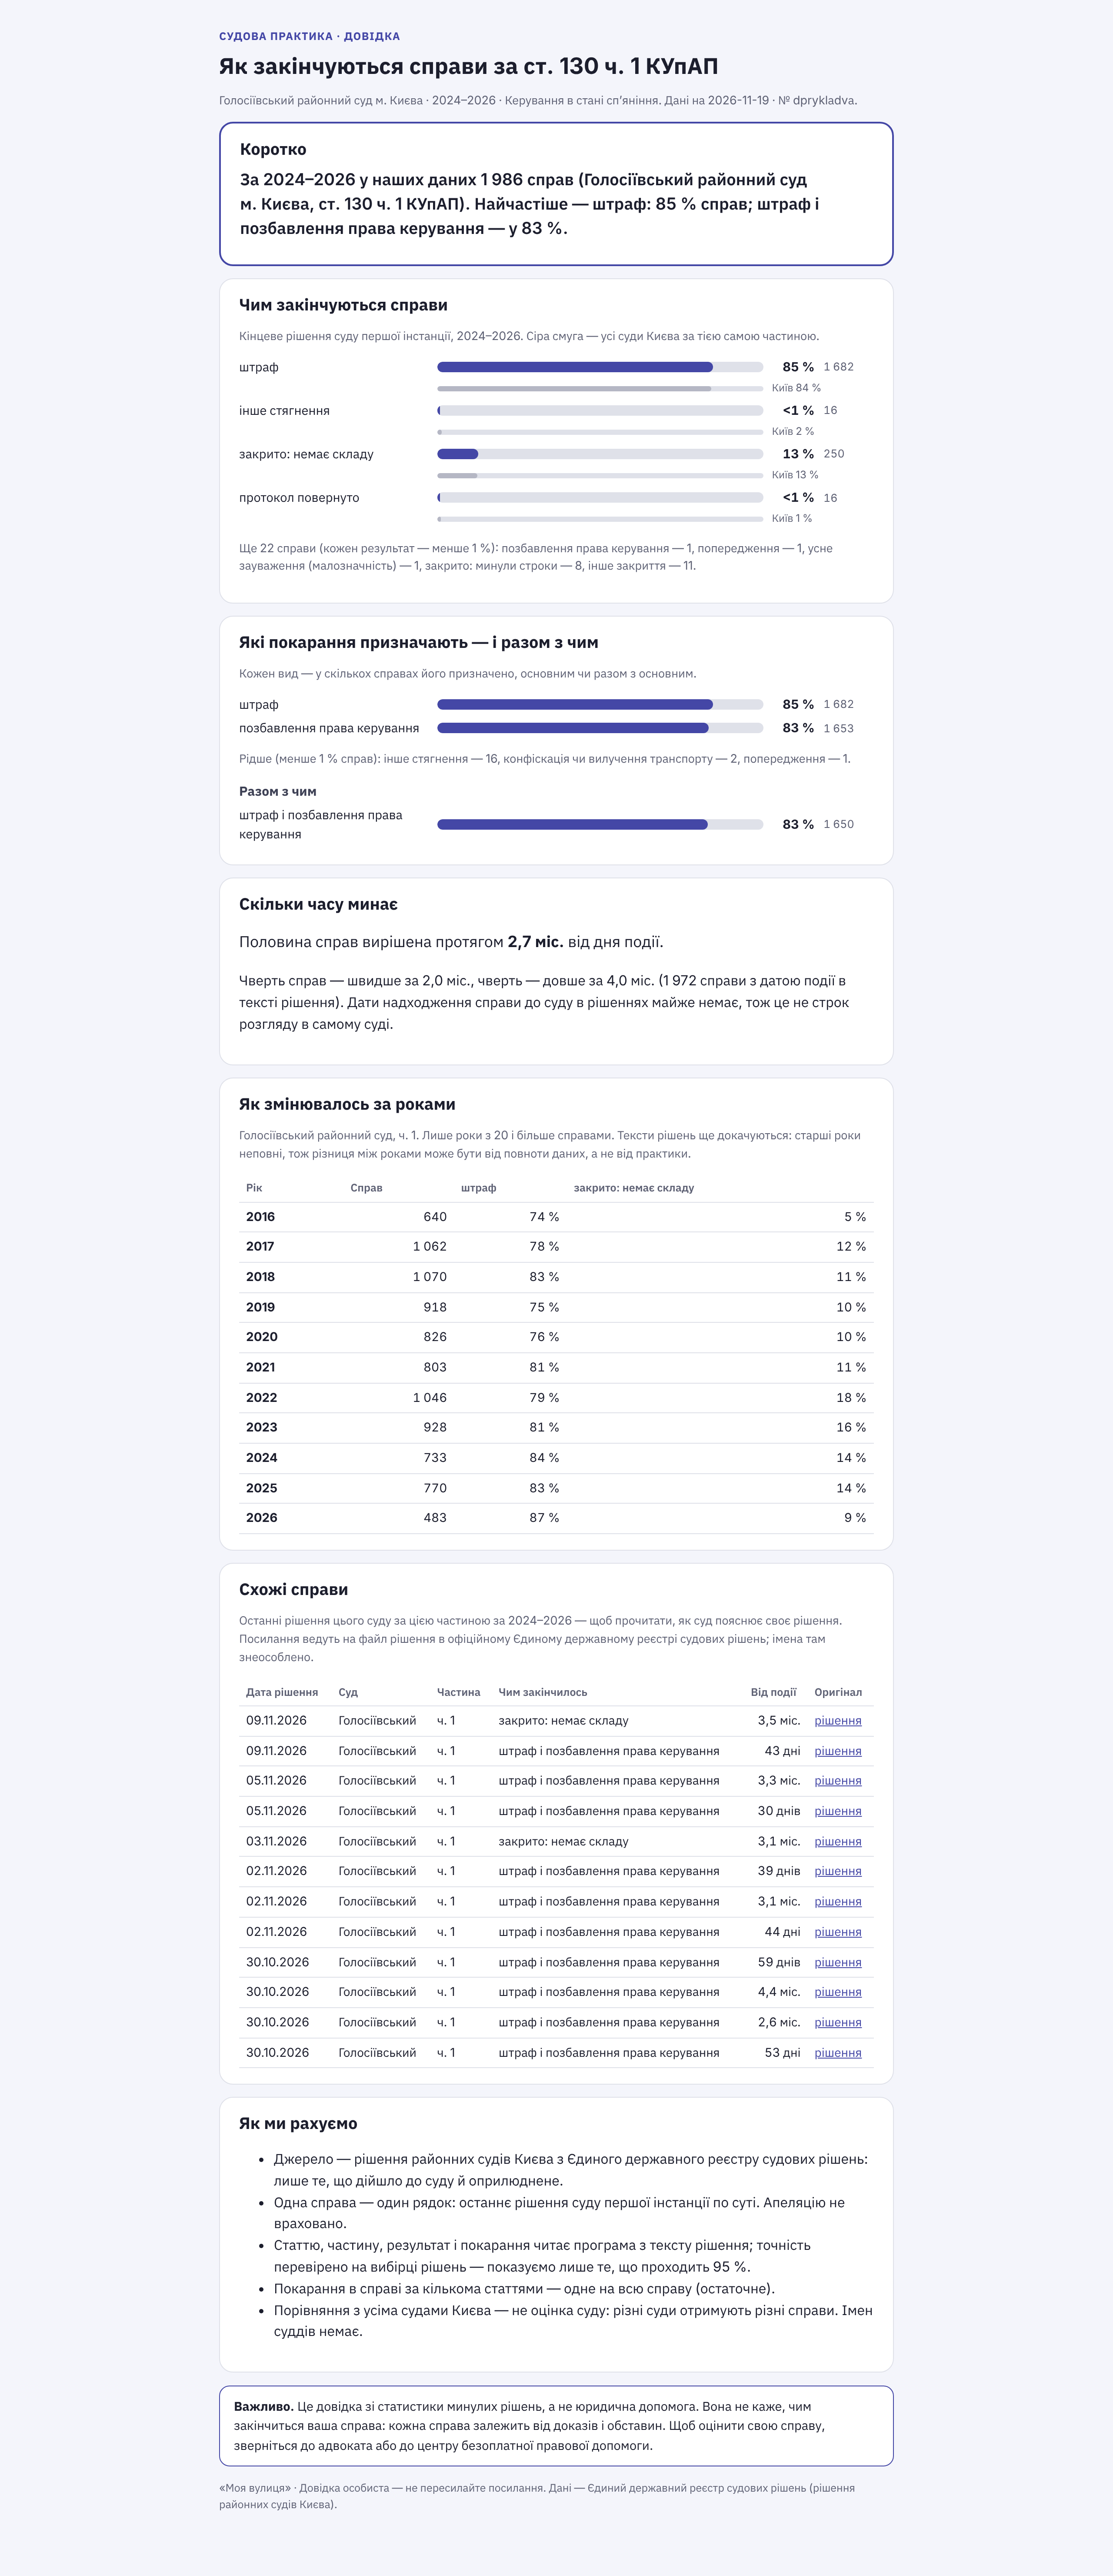 СУДОВА ПРАКТИКА · ДОВІДКА
Як закінчуються справи за ст. 130 ч. 1 КУпАП
Голосіївський районний суд м. Києва · 2024–2026 · Керування в стані сп’яніння. Дані на 2026-11-19 · № dprykladva.
Коротко
За 2024–2026 у наших даних 1 986 справ (Голосіївський районний суд
м. Києва, ст. 130 ч. 1 КУпАП). Найчастіше — штраф: 85 % справ; штраф і
позбавлення права керування — у 83 %.
Чим закінчуються справи
Кінцеве рішення суду першої інстанції, 2024–2026. Сіра смуга — усі суди Києва за тією самою частиною.
штраф 85 % 1 682
Київ 84 %
інше стягнення <1 % 16
Київ 2 %
закрито: немає складу 13 % 250
Київ 13 %
протокол повернуто <1 % 16
Київ 1 %
Ще 22 справи (кожен результат — менше 1 %): позбавлення права керування — 1, попередження — 1, усне
зауваження (малозначність) — 1, закрито: минули строки — 8, інше закриття — 11.
Які покарання призначають — і разом з чим
Кожен вид — у скількох справах його призначено, основним чи разом з основним.
штраф 85 % 1 682
позбавлення права керування 83 % 1 653
Рідше (менше 1 % справ): інше стягнення — 16, конфіскація чи вилучення транспорту — 2, попередження — 1.
Разом з чим
штраф і позбавлення права
керування 83 % 1 650
Скільки часу минає
Половина справ вирішена протягом 2,7 міс. від дня події.
Чверть справ — швидше за 2,0 міс., чверть — довше за 4,0 міс. (1 972 справи з датою події в
тексті рішення). Дати надходження справи до суду в рішеннях майже немає, тож це не строк
розгляду в самому суді.
Як змінювалось за роками
Голосіївський районний суд, ч. 1. Лише роки з 20 і більше справами. Тексти рішень ще докачуються: старші роки
неповні, тож різниця між роками може бути від повноти даних, а не від практики.
Рік Справ штраф закрито: немає складу
2016 640 74 % 5 %
2017 1 062 78 % 12 %
2018 1 070 83 % 11 %
2019 918 75 % 10 %
2020 826 76 % 10 %
2021 803 81 % 11 %
2022 1 046 79 % 18 %
2023 928 81 % 16 %
2024 733 84 % 14 %
2025 770 83 % 14 %
2026 483 87 % 9 %
Схожі справи
Останні рішення цього суду за цією частиною за 2024–2026 — щоб прочитати, як суд пояснює своє рішення.
Посилання ведуть на файл рішення в офіційному Єдиному державному реєстрі судових рішень; імена там
знеособлено.
Дата рішення Суд Частина Чим закінчилось Від події Оригінал
09.11.2026 Голосіївський ч. 1 закрито: немає складу 3,5 міс. рішення
09.11.2026 Голосіївський ч. 1 штраф і позбавлення права керування 43 дні рішення
05.11.2026 Голосіївський ч. 1 штраф і позбавлення права керування 3,3 міс. рішення
05.11.2026 Голосіївський ч. 1 штраф і позбавлення права керування 30 днів рішення
03.11.2026 Голосіївський ч. 1 закрито: немає складу 3,1 міс. рішення
02.11.2026 Голосіївський ч. 1 штраф і позбавлення права керування 39 днів рішення
02.11.2026 Голосіївський ч. 1 штраф і позбавлення права керування 3,1 міс. рішення
02.11.2026 Голосіївський ч. 1 штраф і позбавлення права керування 44 дні рішення
30.10.2026 Голосіївський ч. 1 штраф і позбавлення права керування 59 днів рішення
30.10.2026 Голосіївський ч. 1 штраф і позбавлення права керування 4,4 міс. рішення
30.10.2026 Голосіївський ч. 1 штраф і позбавлення права керування 2,6 міс. рішення
30.10.2026 Голосіївський ч. 1 штраф і позбавлення права керування 53 дні рішення
Як ми рахуємо
• Джерело — рішення районних судів Києва з Єдиного державного реєстру судових рішень:
лише те, що дійшло до суду й оприлюднене.
• Одна справа — один рядок: останнє рішення суду першої інстанції по суті. Апеляцію не
враховано.
• Статтю, частину, результат і покарання читає програма з тексту рішення; точність
перевірено на вибірці рішень — показуємо лише те, що проходить 95 %.
• Покарання в справі за кількома статтями — одне на всю справу (остаточне).
• Порівняння з усіма судами Києва — не оцінка суду: різні суди отримують різні справи. Імен
суддів немає.
Важливо. Це довідка зі статистики минулих рішень, а не юридична допомога. Вона не каже, чим
закінчиться ваша справа: кожна справа залежить від доказів і обставин. Щоб оцінити свою справу,
зверніться до адвоката або до центру безоплатної правової допомоги.
«Моя вулиця» · Довідка особиста — не пересилайте посилання. Дані — Єдиний державний реєстр судових рішень (рішення
районних судів Києва).